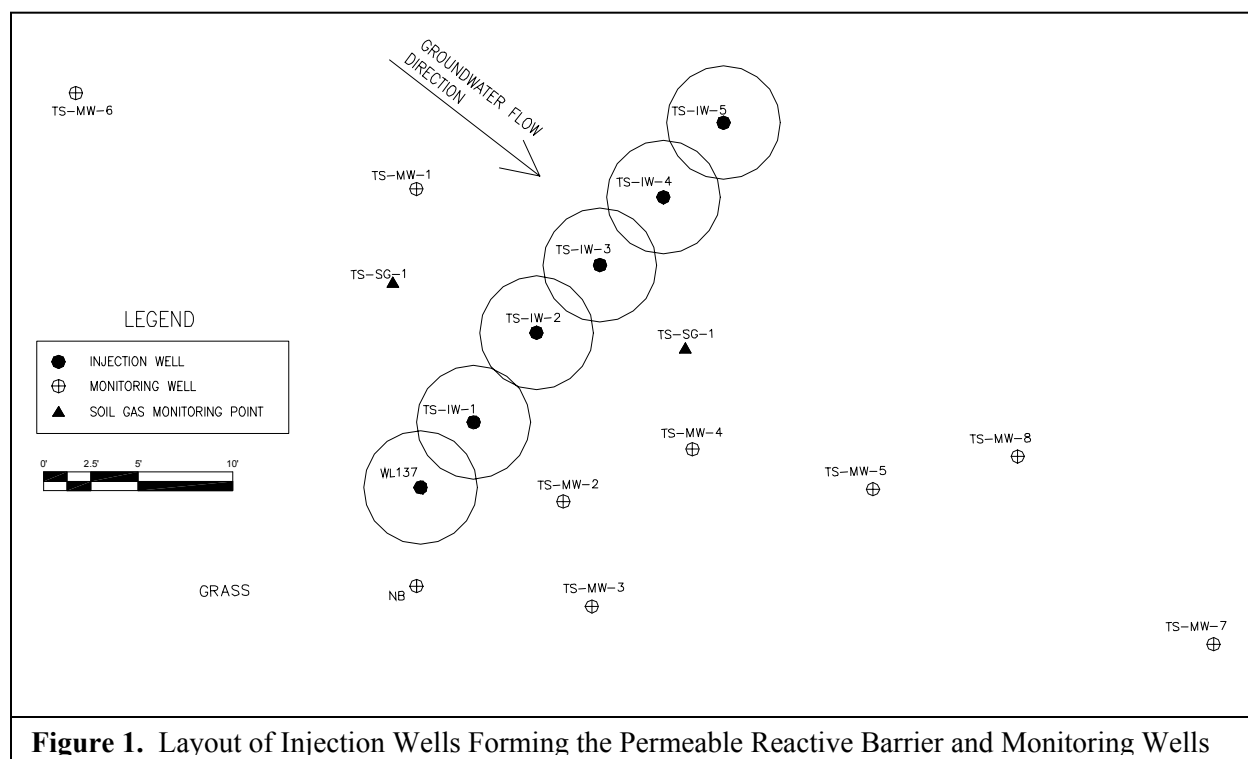 GROUNDWATER FLOW
DIRECTION
TS-MW-6
TS-IW-5
TS-MW-1
TS-IW-4
TS-IW-3
TS-SG-1
LEGEND
INJECTION WELL
MONITORING WELL
SOIL GAS MONITORING POINT
TS-IW-2
TS-SG-1
TS-IW-1
TS-MW-4
TS-MW-8
0' 2.5' 5' 10'
WL137
TS-MW-2
TS-MW-5
GRASS
NB
TS-MW-3
TS-MW-7
Figure 1. Layout of Injection Wells Forming the Permeable Reactive Barrier and Monitoring Wells